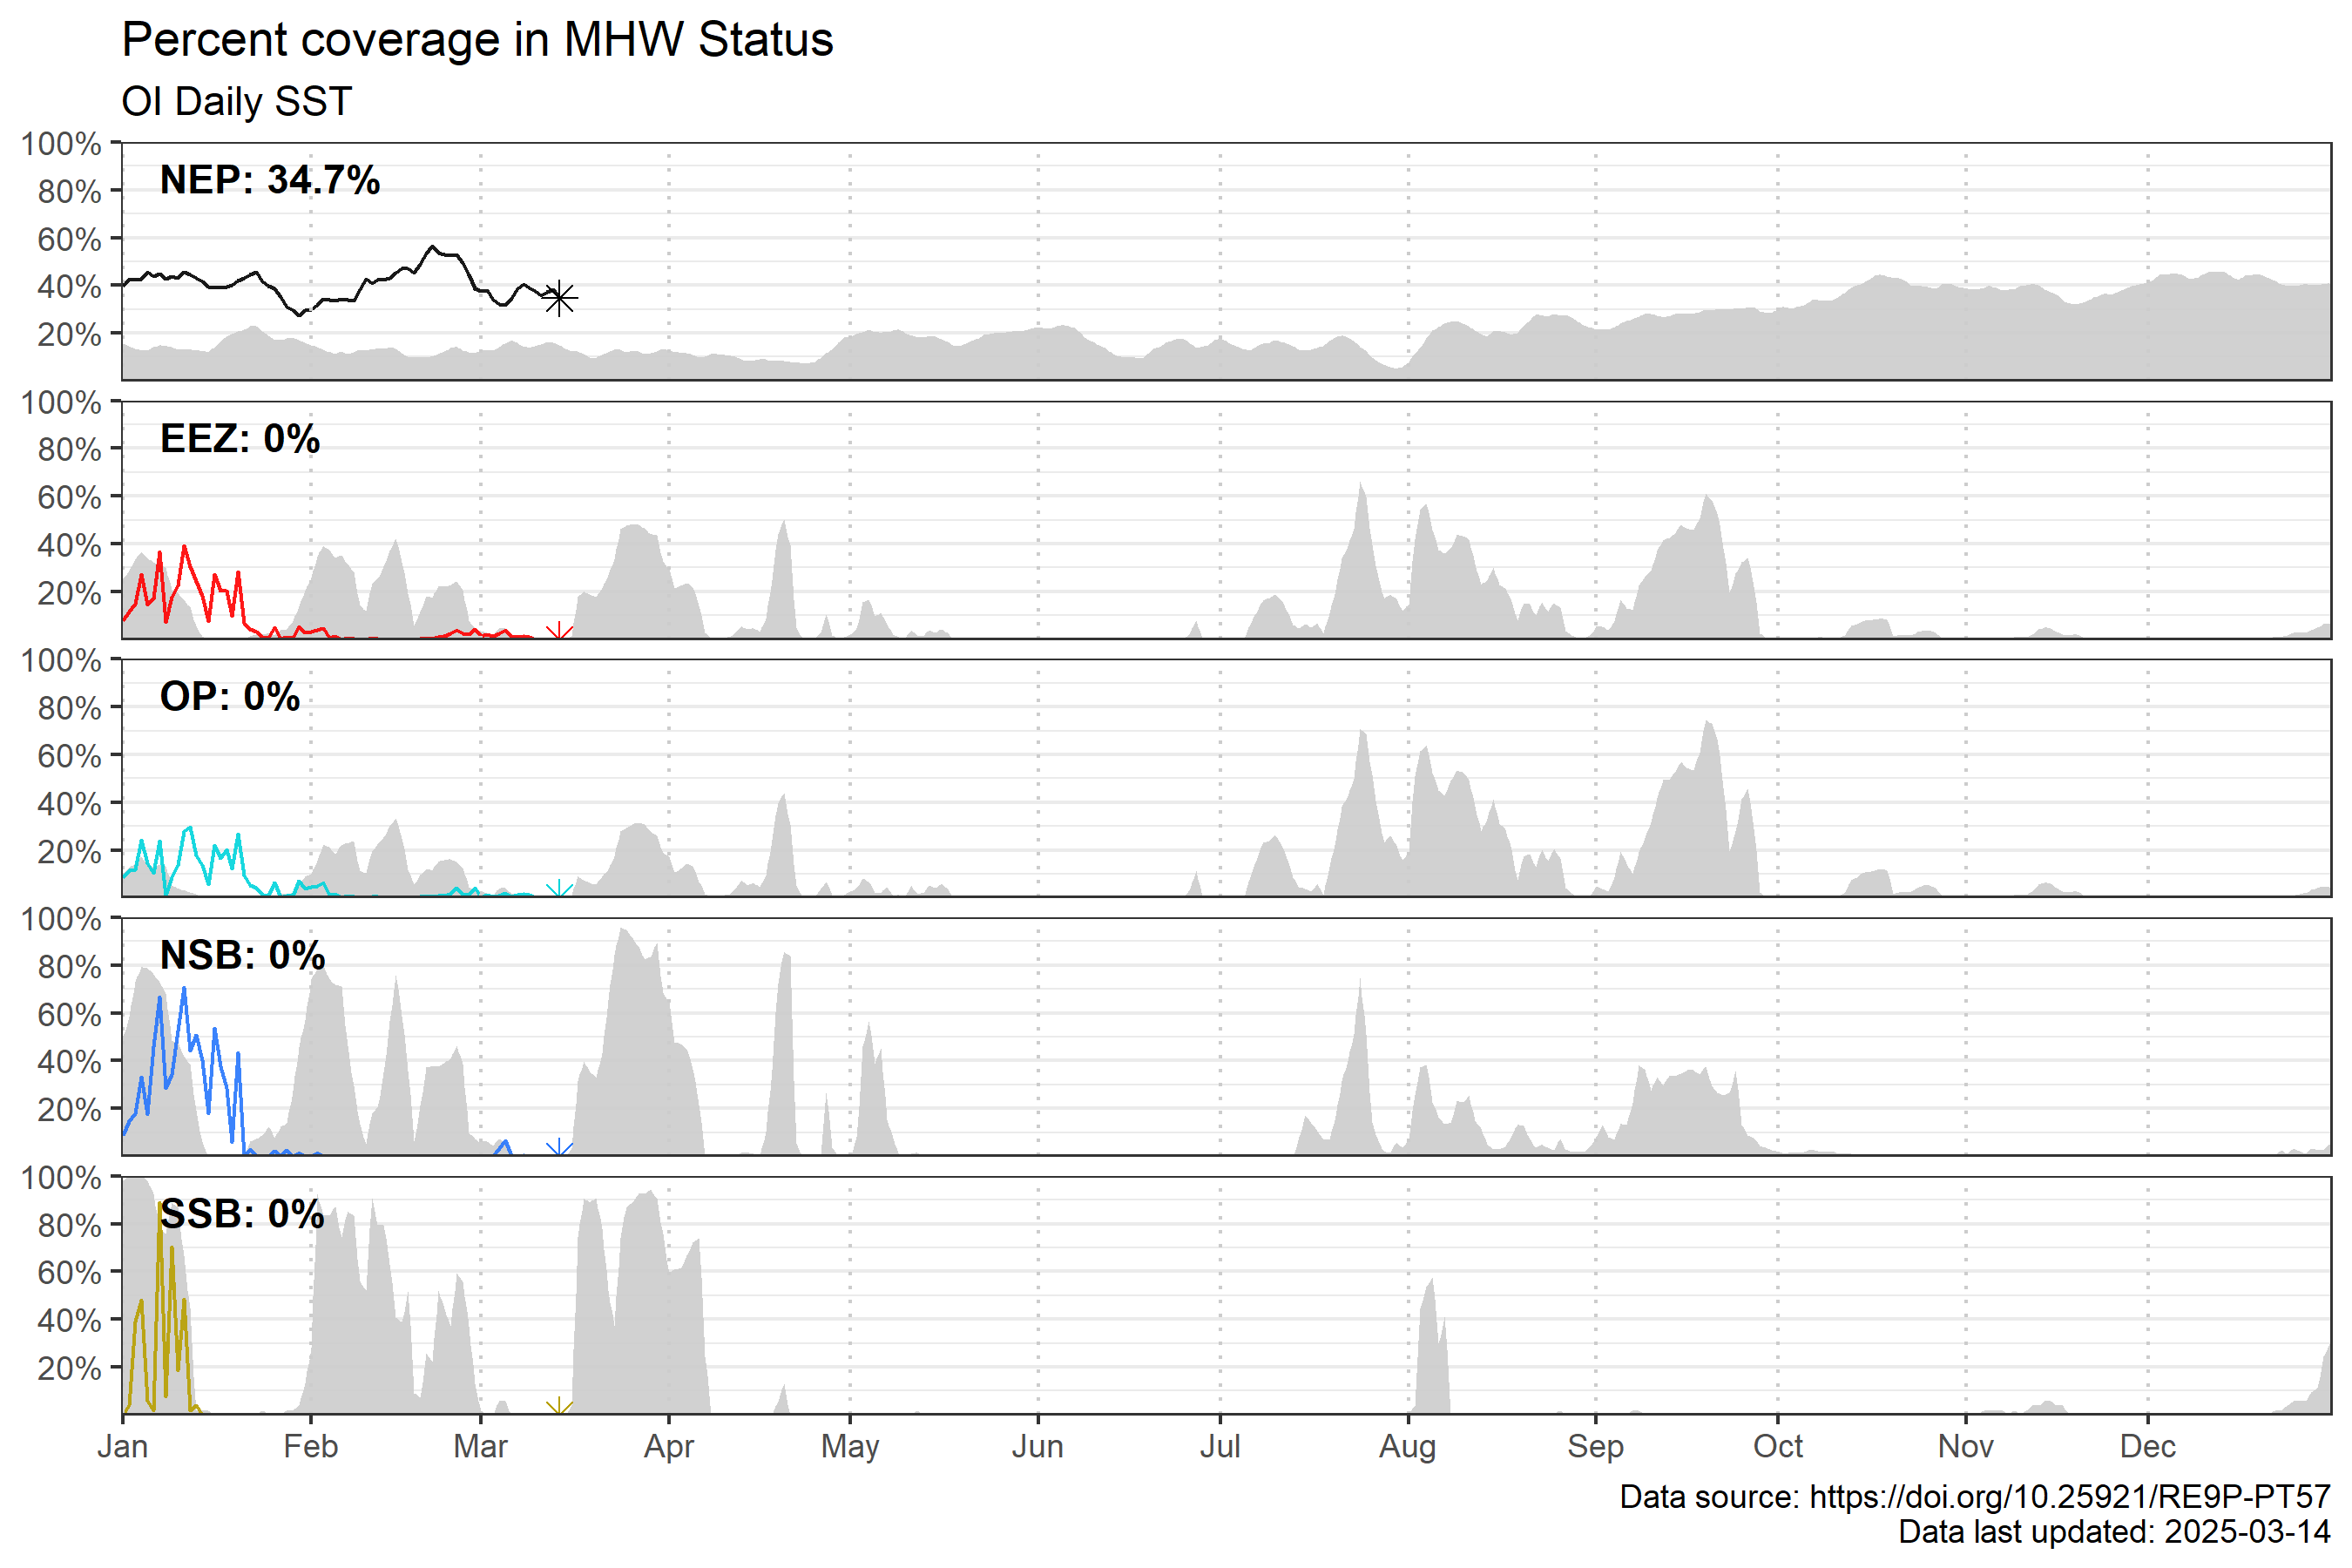 Percent coverage in MHW Status
OI Daily SST
100%
80%
60%
40%
20%
NEP: 34.7%
100%
80%
60%
40%
20%
EEZ: 0%
100%
80%
60%
40%
20%
OP: 0%
100%
80%
60%
40%
20%
NSB: 0%
100%
80%
60%
40%
20%
SSB: 0%
Jan Feb Mar Apr May Jun Jul Aug Sep Oct Nov Dec
Data source: https://doi.org/10.25921/RE9P-PT57
Data last updated: 2025-03-14